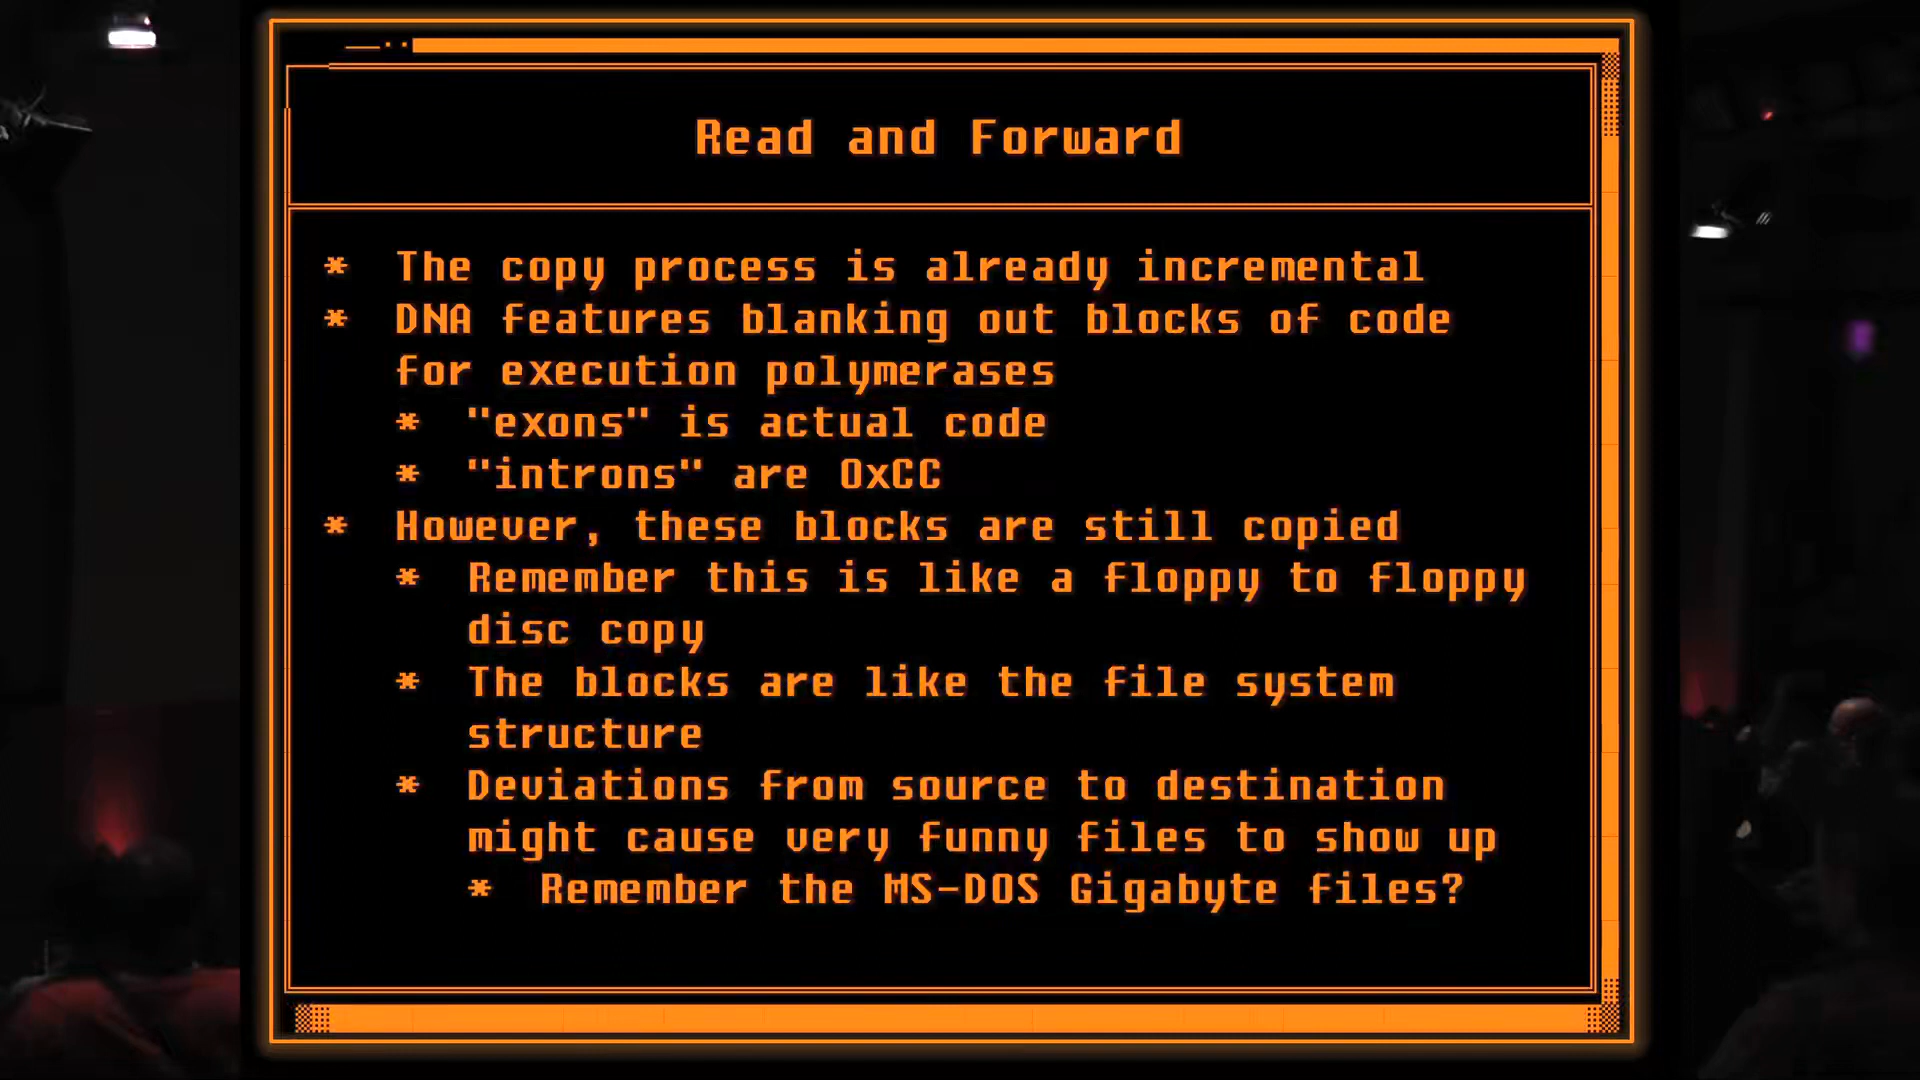 Read and Forward
* The copy process is already incremental
* DNA features blanking out blocks of code
for execution polymerases
* "exons" is actual code
* "introns" are 0xCC
* However, these blocks are still copied
* Remember this is like a floppy to floppy
disc copy
* The blocks are like the file system
structure
* Deviations from source to destination
might cause very funny files to show up
* Remember the MS-DOS Gigabyte files?